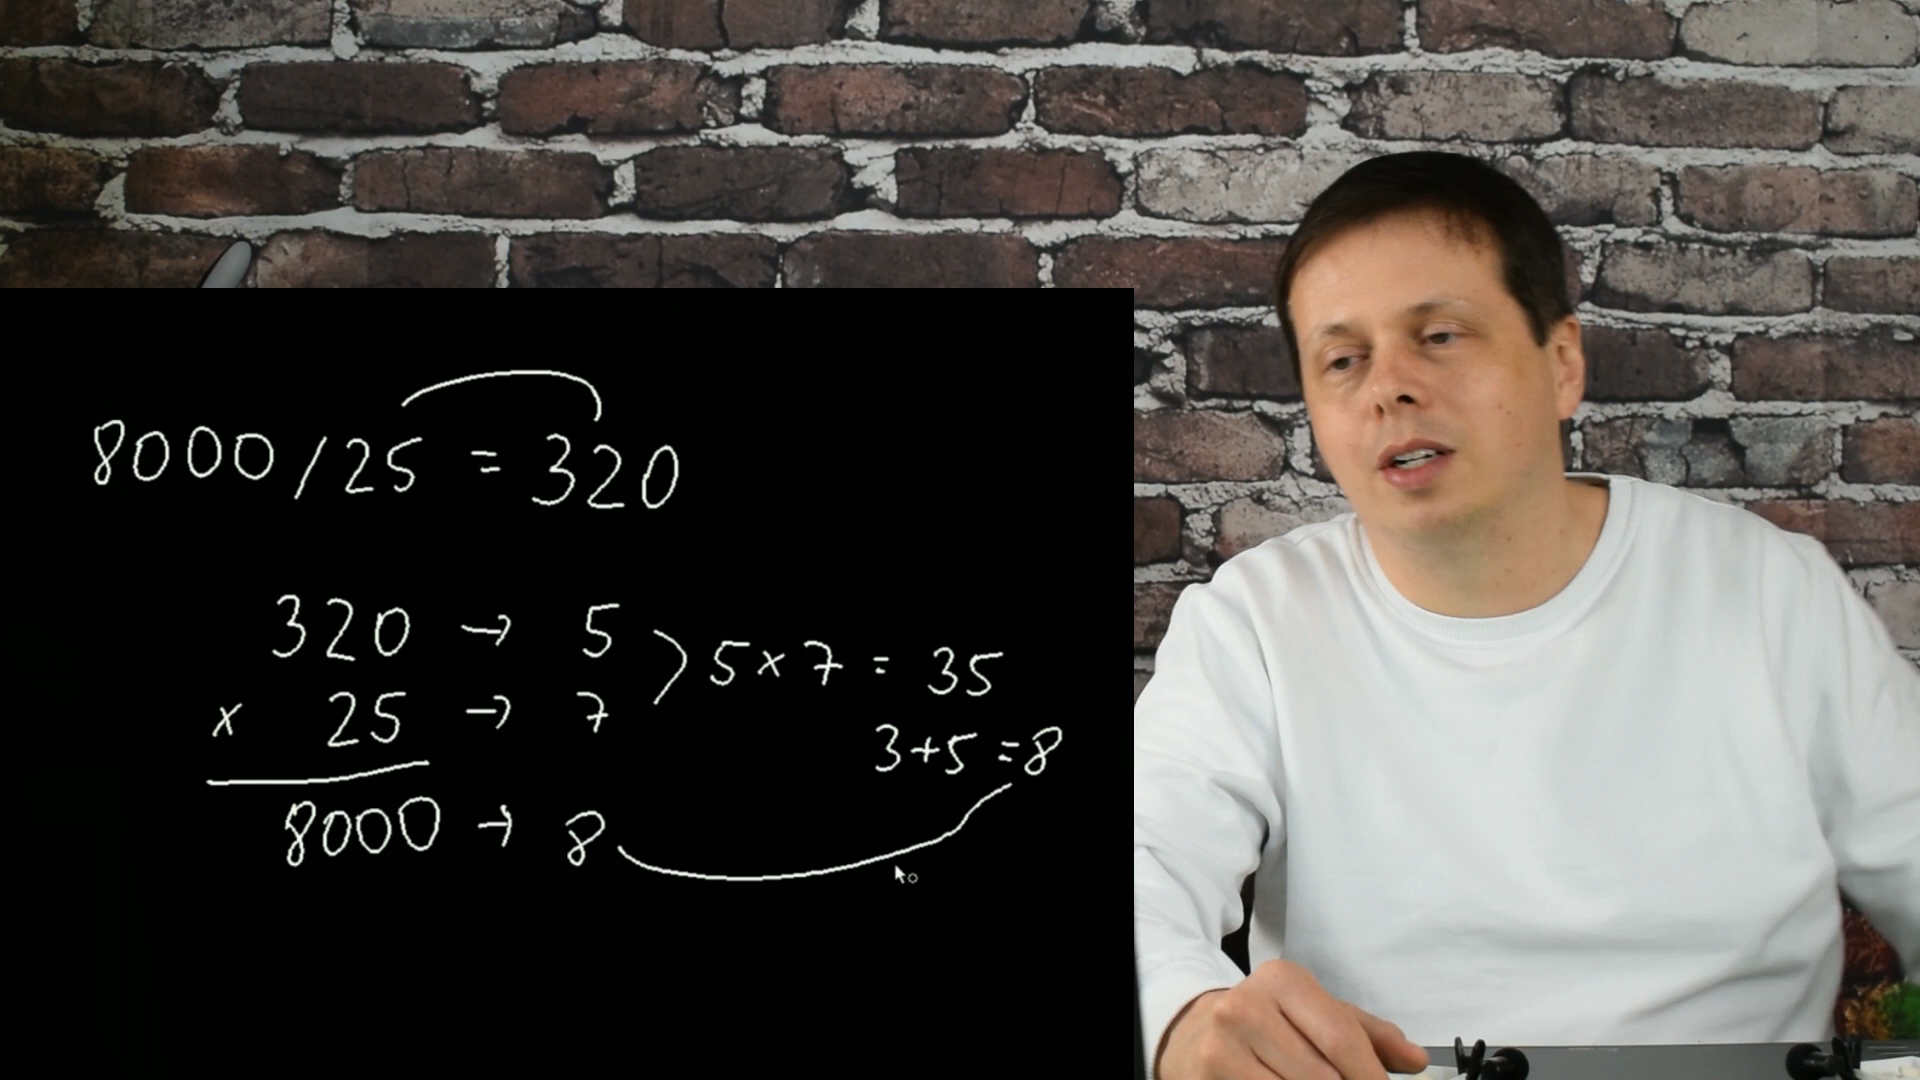 8000/25 = 320
320 → 5
5 x 7 = 35
x 25 → 7
3+5 = 8
8000 → 8